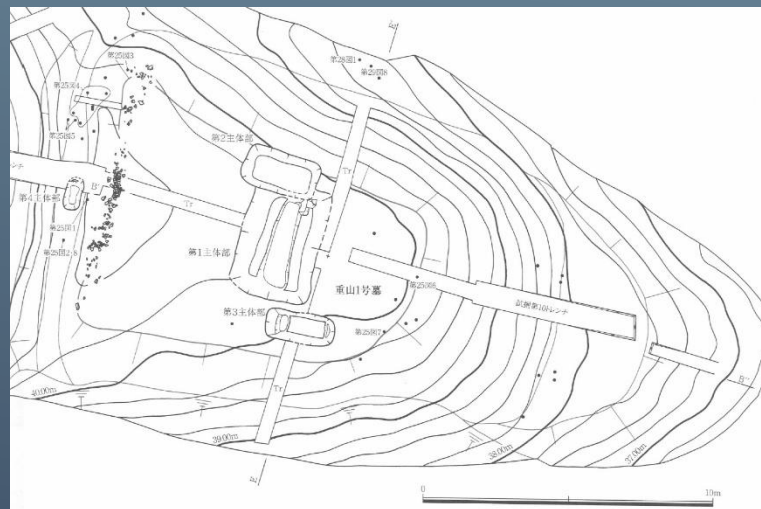 第25図3
第28図1
第29図8
第25図4
第25図5
第2主体部
Tr
B'
Tr
第4主体部
第25図1
第25図2・8
第1主体部
重山1号墓
第25図6
試掘第10トレンチ
第3主体部
第25図7
Tr
40.00m
39.00m
38.00m
37.00m
B"
0
10m